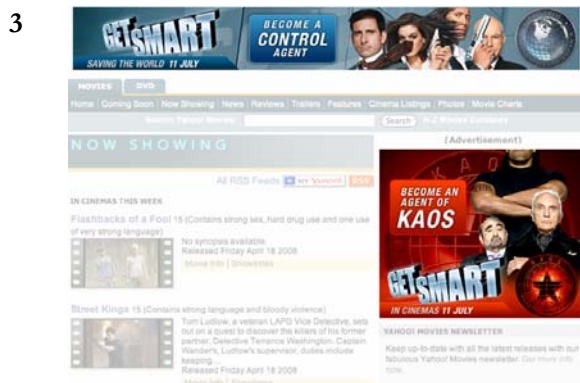 3
GET SMART
SAVING THE WORLD 11 JULY
BECOME A
CONTROL
AGENT
MOVIES DVD
Home Coming Soon Now Showing News Reviews Trailers Features Cinema Listings Photos Movie Charts
Search Yahoo! Movies: Search A-Z Movies Database
NOW SHOWING
(Advertisement)
All RSS Feeds MY YAHOO! RSS
IN CINEMAS THIS WEEK
Flashbacks of a Fool 15 (Contains strong sex, hard drug use and one use
of very strong language)
No synopsis available.
Released Friday April 18 2008
Movie Info | Showtimes
Street Kings 15 (Contains strong language and bloody violence)
Tom Ludlow, a veteran LAPD Vice Detective, sets
out on a quest to discover the killers of his former
partner, Detective Terrance Washington. Captain
Wander's, Ludlow's supervisor, duties include
keeping...
Released Friday April 18 2008
Movie Info | Showtimes
KAOS
BECOME AN
AGENT OF
KAOS
GET SMART
IN CINEMAS 11 JULY
YAHOO! MOVIES NEWSLETTER
Keep up-to-date with all the latest releases with our
fabulous Yahoo! Movies newsletter. Get more info
now.